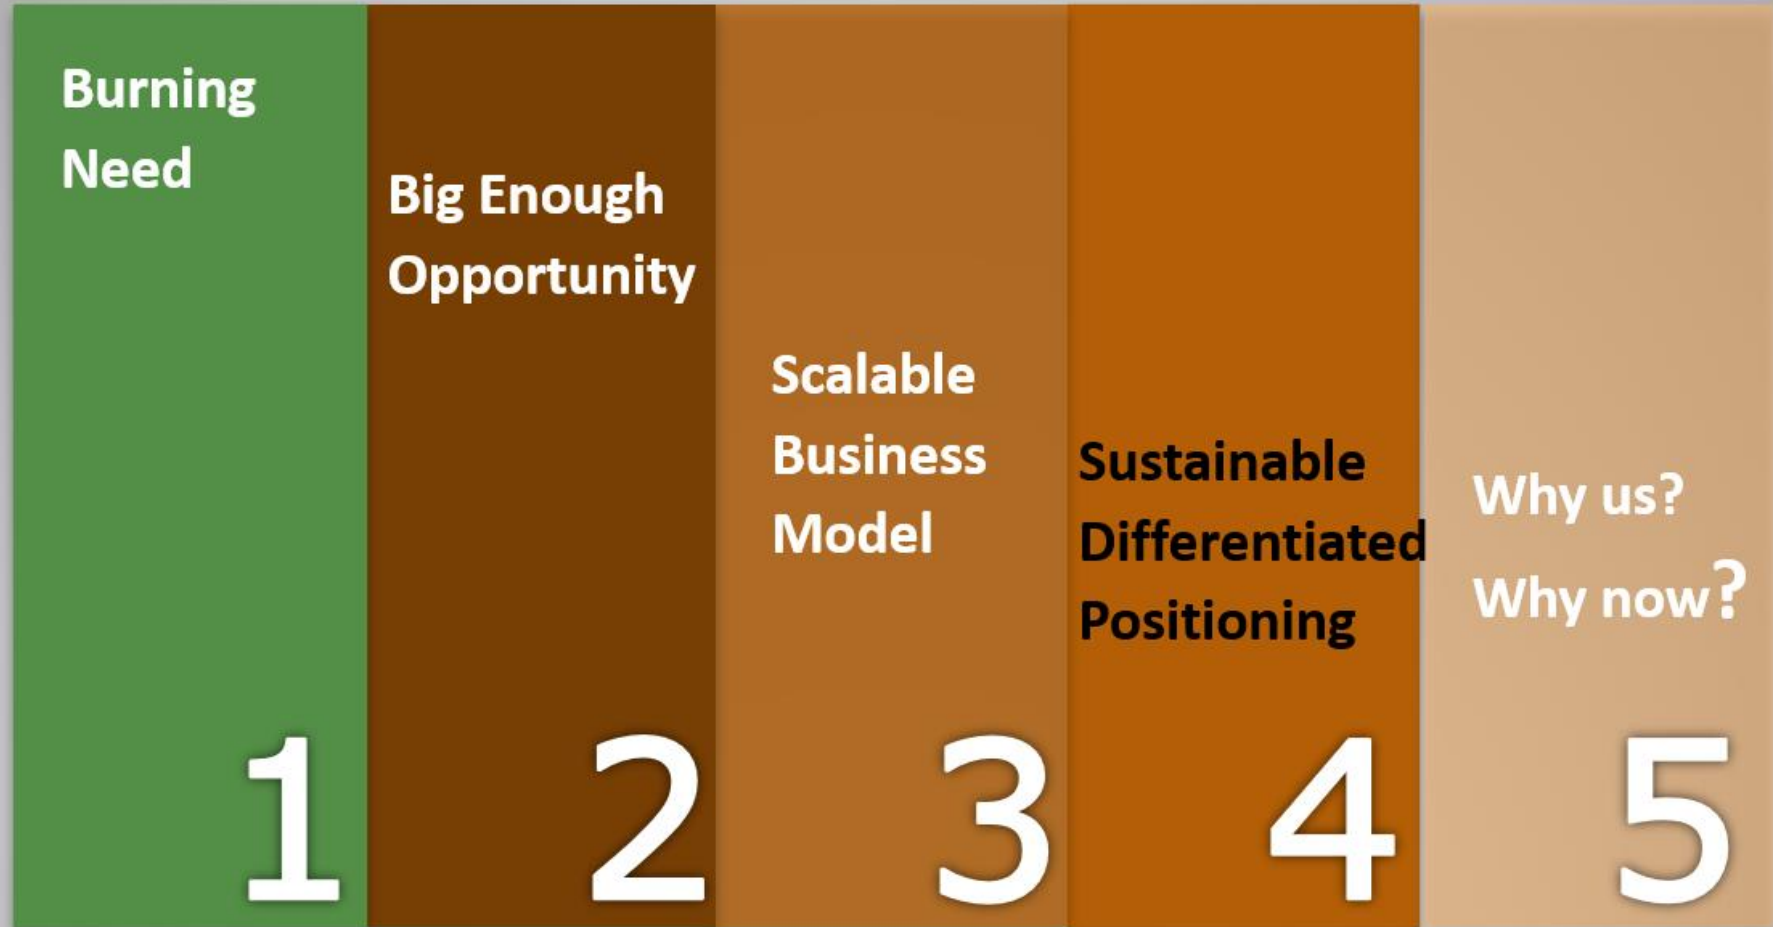 Burning
Need
1
Big Enough
Opportunity
2
Scalable
Business
Model
3
Sustainable
Differentiated
Positioning
4
Why us?
Why now?
5